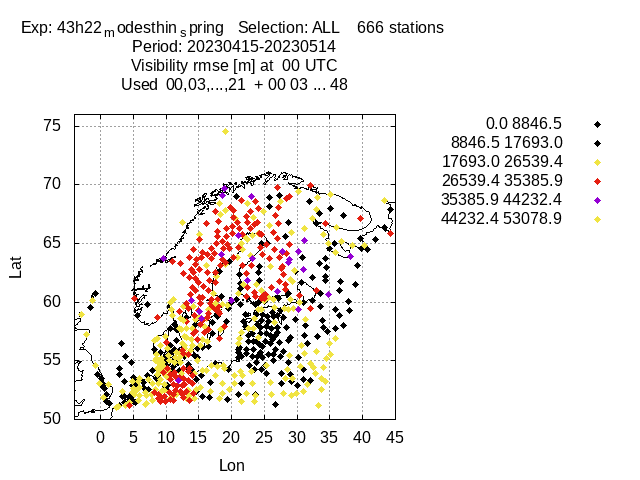 Exp: 43h22modesthinspring   Selection: ALL    666 stations
Period: 20230415-20230514
Visibility rmse [m] at  00 UTC
Used  00,03,...,21  + 00 03 ... 48
0.0 8846.5
8846.5 17693.0
17693.0 26539.4
26539.4 35385.9
35385.9 44232.4
44232.4 53078.9
75
70
65
60
55
50
Lat
0 5 10 15 20 25 30 35 40 45
Lon